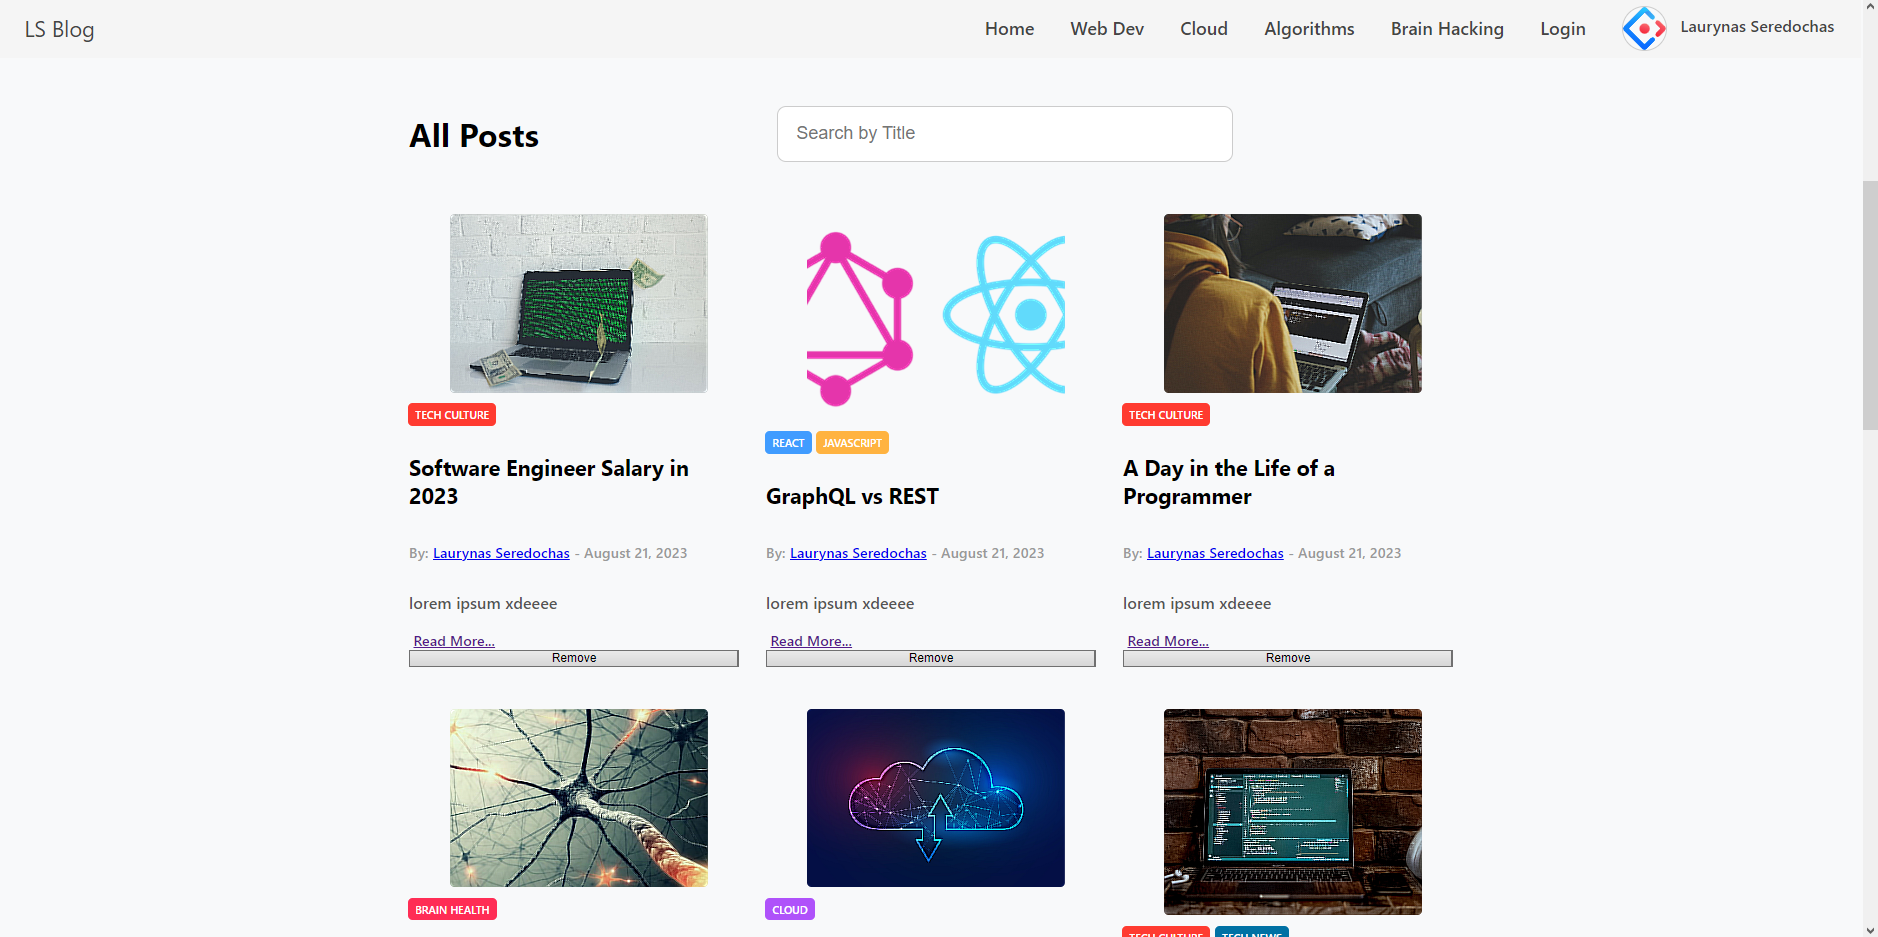 LS Blog
Home
Web Dev
Cloud
Algorithms
Brain Hacking
Login
Laurynas Seredochas
All Posts
Search by Title
TECH CULTURE
Software Engineer Salary in
2023
By: Laurynas Seredochas - August 21, 2023
lorem ipsum xdeeee
Read More...
Remove
REACT JAVASCRIPT
GraphQL vs REST
By: Laurynas Seredochas - August 21, 2023
lorem ipsum xdeeee
Read More...
Remove
TECH CULTURE
A Day in the Life of a
Programmer
By: Laurynas Seredochas - August 21, 2023
lorem ipsum xdeeee
Read More...
Remove
BRAIN HEALTH
CLOUD
TECH CULTURE TECH NEWS